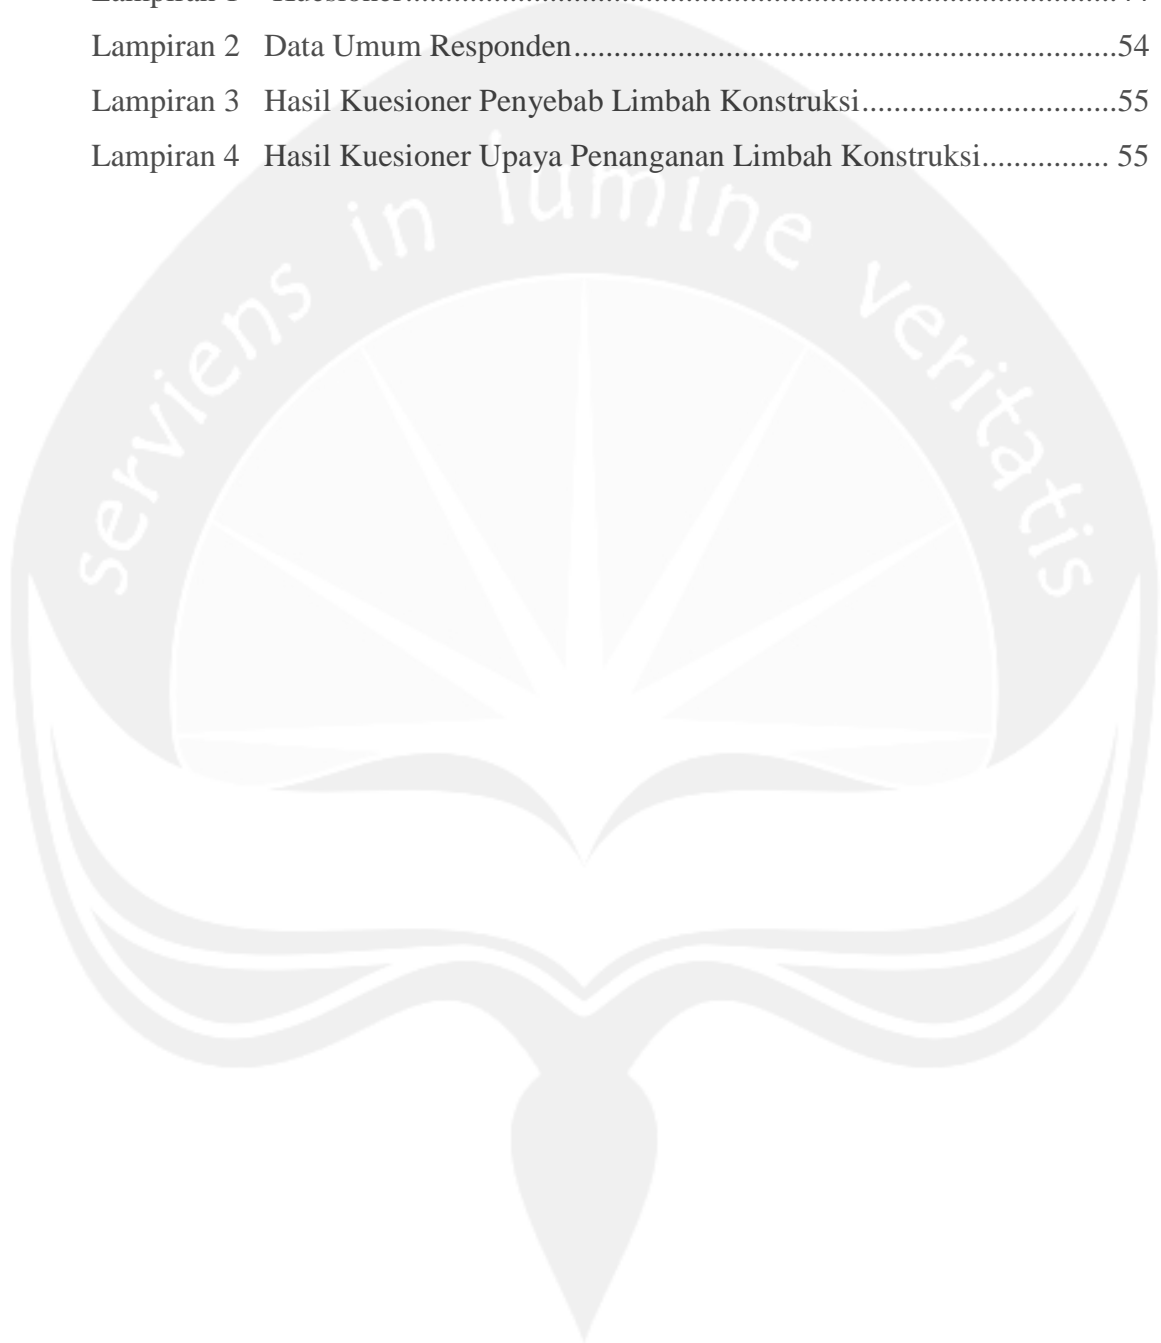 Lampiran 2 Data Umum Responden....................................................................54
Lampiran 3 Hasil Kuesioner Penyebab Limbah Konstruksi................................55
Lampiran 4 Hasil Kuesioner Upaya Penanganan Limbah Konstruksi................ 55
serviens in lumine veritatis